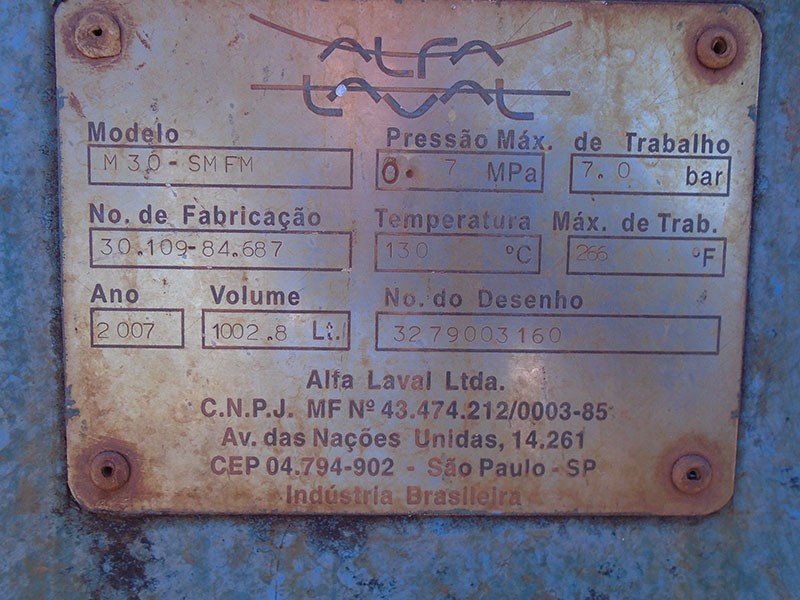 ALFA
LAVAL
Modelo Pressão Máx. de Trabalho
M 30 - SMFM 0. 7 MPa 7.0 bar
No. de Fabricação Temperatura Máx. de Trab.
30.109-84.687 130 ºC 266 ºF
Ano Volume No. do Desenho
2007 1002.8 Lt. 3279003160
Alfa Laval Ltda.
C.N.P.J. MF Nº 43.474.212/0003-85
Av. das Nações Unidas, 14.261
CEP 04.794-902 - São Paulo - SP
Indústria Brasileira